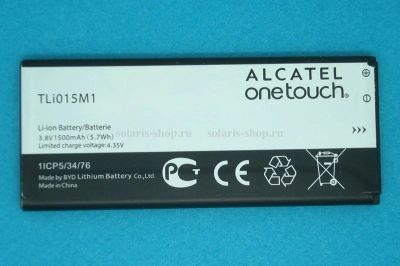 TLi015M1
ALCATEL
onetouch®
Li-ion Battery/Batterie
3.8V 1500mAh (5.7Wh)
Limited charge voltage: 4.35V
solaris-shop.ru solaris-shop.ru
1ICP5/34/76
Made by BYD Lithium Battery Co., Ltd.
Made in China